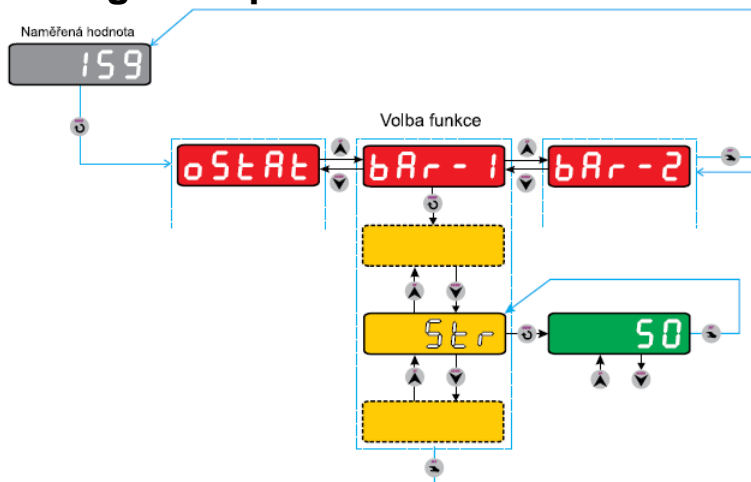 Naměřená hodnota
159
Volba funkce
oStAt
bAr-1
bAr-2
Str
50